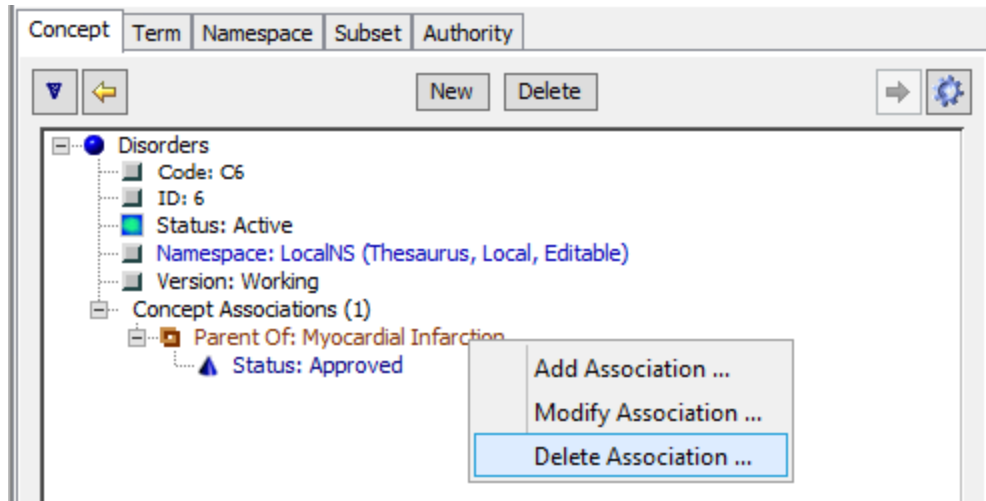 Concept Term Namespace Subset Authority
New Delete
Disorders
Code: C6
ID: 6
Status: Active
Namespace: LocalNS (Thesaurus, Local, Editable)
Version: Working
Concept Associations (1)
Parent Of: Myocardial Infarction
Status: Approved
Add Association ...
Modify Association ...
Delete Association ...